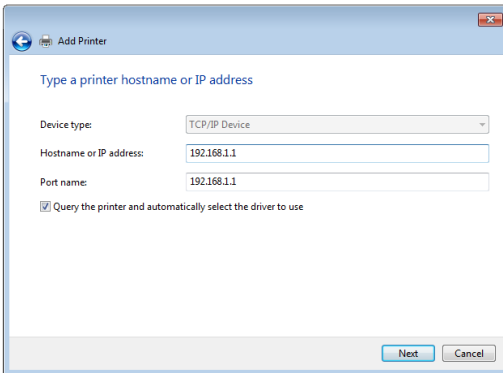 Add Printer
Type a printer hostname or IP address
Device type: TCP/IP Device
Hostname or IP address: 192.168.1.1
Port name: 192.168.1.1
Query the printer and automatically select the driver to use
Next Cancel